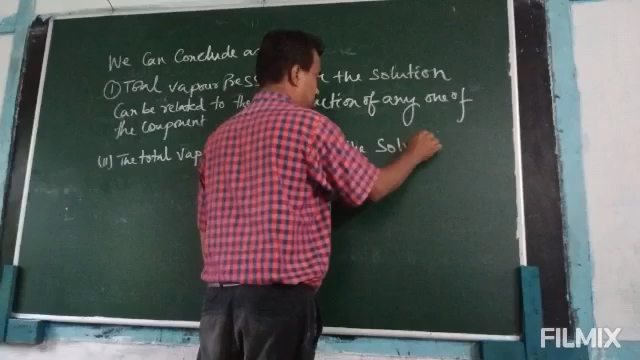 We Can Conclude a
① Total vapour Press the solution
Can be related to the ction of any one of
the component
(II) The total vap the Sol
FILMIX